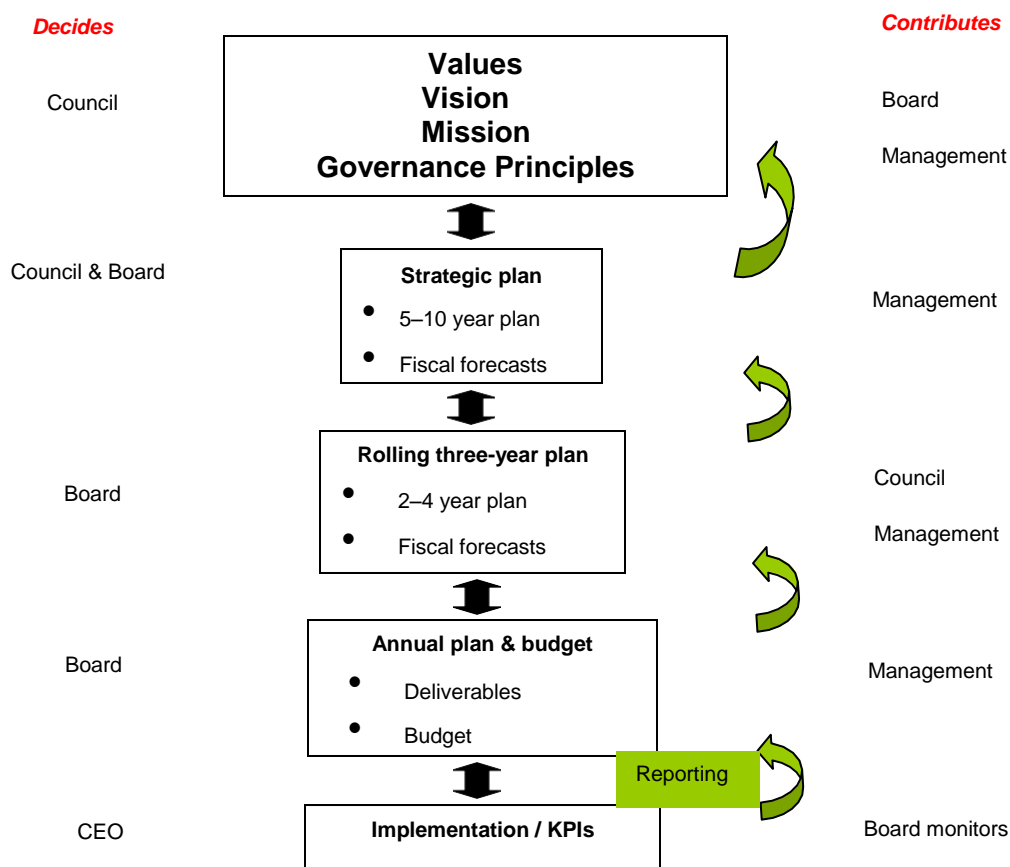 Decides
Contributes
Values
Vision
Mission
Governance Principles
Council
Board
Management
Council & Board
Strategic plan
• 5–10 year plan
• Fiscal forecasts
Management
Rolling three-year plan
• 2–4 year plan
• Fiscal forecasts
Board
Council
Management
Annual plan & budget
• Deliverables
• Budget
Board
Management
Reporting
CEO
Implementation / KPIs
Board monitors